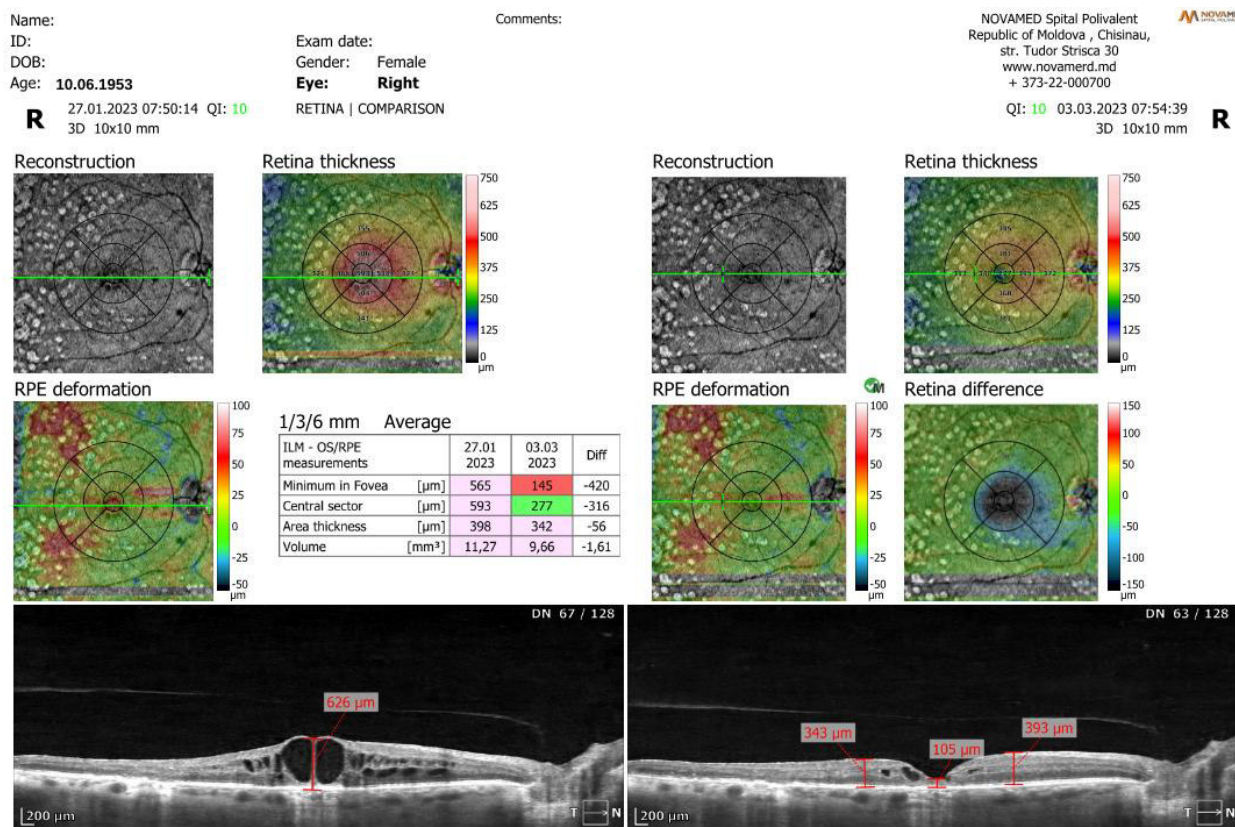 Name:
ID:
DOB:
Age: 10.06.1953
Exam date:
Gender: Female
Eye: Right
Comments:
NOVAMED Spital Polivalent
Republic of Moldova , Chisinau,
str. Tudor Strisca 30
www.novamerd.md
+ 373-22-000700
NOVAMED
R
27.01.2023 07:50:14 QI: 10
3D 10x10 mm
RETINA | COMPARISON
QI: 10 03.03.2023 07:54:39
3D 10x10 mm
R
Reconstruction
Retina thickness
750
625
500
375
250
125
0
µm
Reconstruction
Retina thickness
750
625
500
375
250
125
0
µm
RPE deformation
100
75
50
25
0
-25
-50
µm
1/3/6 mm Average
ILM - OS/RPE measurements 27.01 2023 03.03 2023 Diff
Minimum in Fovea [µm] 565 145 -420
Central sector [µm] 593 277 -316
Area thickness [µm] 398 342 -56
Volume [mm³] 11,27 9,66 -1,61
RPE deformation
M
100
75
50
25
0
-25
-50
µm
Retina difference
150
100
50
0
-50
-100
-150
µm
DN 67 / 128
626 µm
200 µm
T N
DN 63 / 128
343 µm
105 µm
393 µm
200 µm
T N